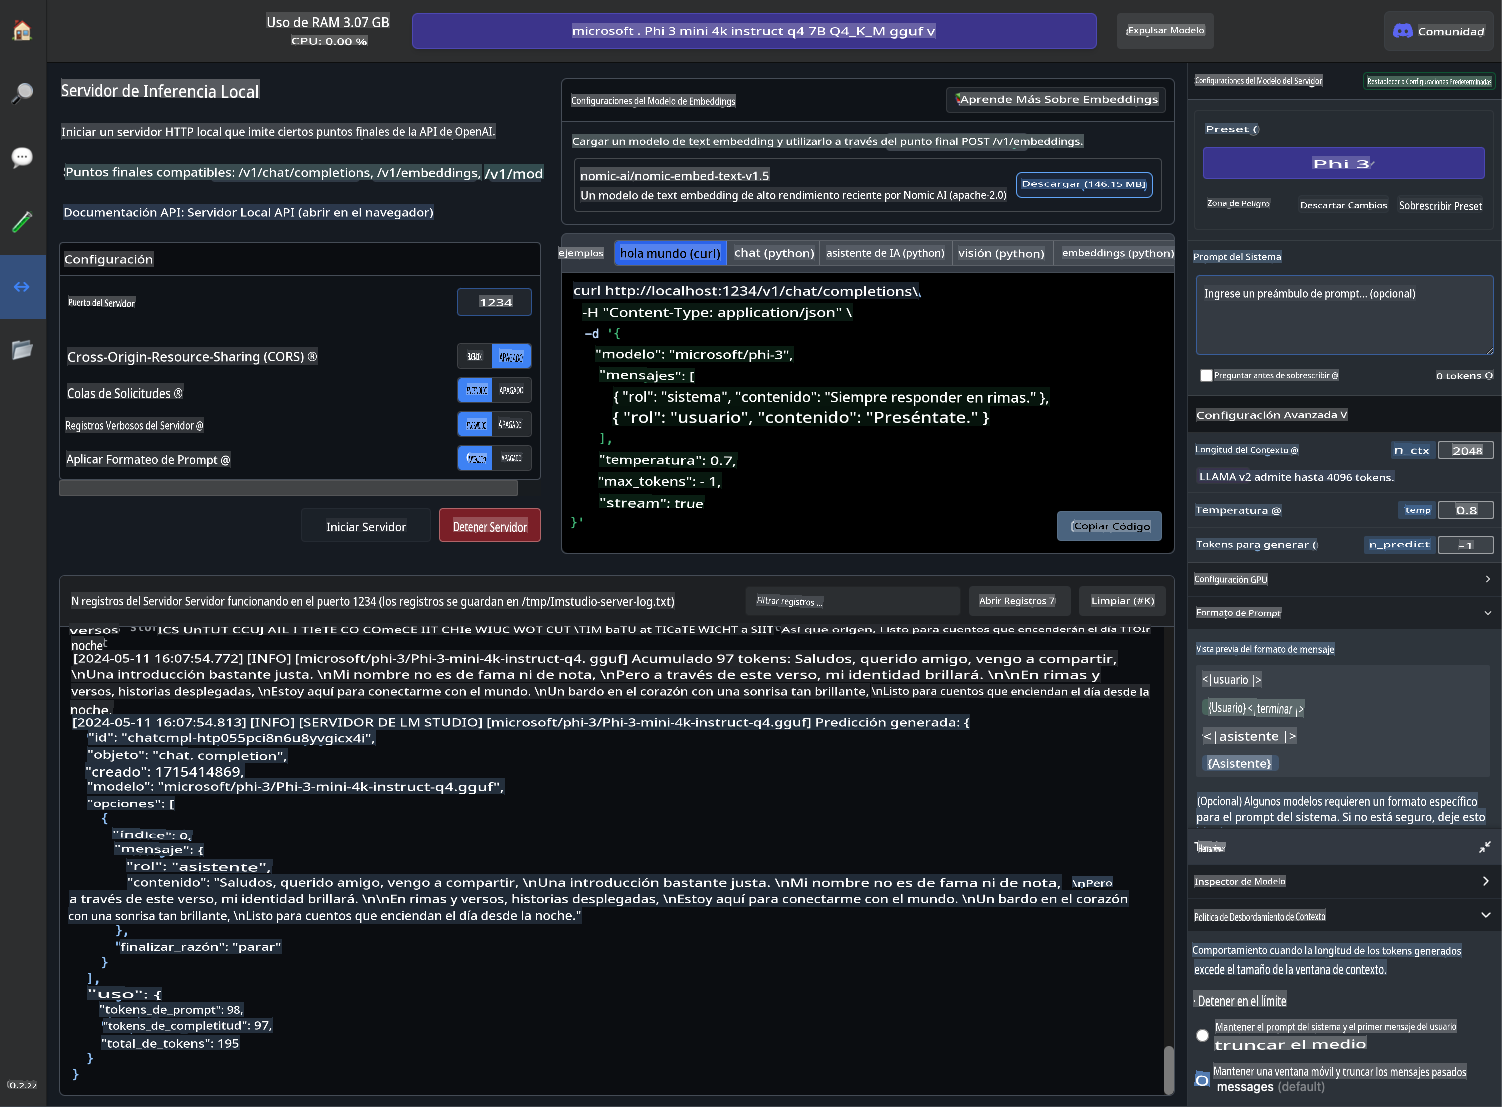 Uso de RAM 3.07 GB
CPU: 0.00 %
microsoft . Phi 3 mini 4k instruct q4 7B Q4_K_M gguf v
Expulsar Modelo
Comunidad
Servidor de Inferencia Local
Iniciar un servidor HTTP local que imite ciertos puntos finales de la API de OpenAI.
Puntos finales compatibles: /v1/chat/completions, /v1/embeddings, /v1/mod
Documentación API: Servidor Local API (abrir en el navegador)
Configuración
Puerto del Servidor
1234
Cross-Origin-Resource-Sharing (CORS) ®
APAGADO
Colas de Solicitudes ®
APAGADO
Registros Verbosos del Servidor @
APAGADO
Aplicar Formateo de Prompt @
APAGADO
Iniciar Servidor
Detener Servidor
Configuraciones del Modelo de Embeddings
Aprende Más Sobre Embeddings
Cargar un modelo de text embedding y utilizarlo a través del punto final POST /v1/embeddings.
nomic-ai/nomic-embed-text-v1.5
Un modelo de text embedding de alto rendimiento reciente por Nomic AI (apache-2.0)
Descargar (146.15 MB)
ejemplos
hola mundo (curl)
chat (python)
asistente de IA (python)
visión (python)
embeddings (python)
curl http://localhost:1234/v1/chat/completions\
-H "Content-Type: application/json" \
-d '{
"modelo": "microsoft/phi-3",
"mensajes": [
{ "rol": "sistema", "contenido": "Siempre responder en rimas." },
{ "rol": "usuario", "contenido": "Preséntate." }
],
"temperatura": 0.7,
"max_tokens": - 1,
"stream": true
}'
Copiar Código
N registros del Servidor Servidor funcionando en el puerto 1234 (los registros se guardan en /tmp/lmstudio-server-log.txt)
Filtrar registros ...
Abrir Registros 7
Limpiar (#K)
noche
[2024-05-11 16:07:54.772] [INFO] [microsoft/phi-3/Phi-3-mini-4k-instruct-q4. gguf] Acumulado 97 tokens: Saludos, querido amigo, vengo a compartir,
\nUna introducción bastante justa. \nMi nombre no es de fama ni de nota, \nPero a través de este verso, mi identidad brillará. \n\nEn rimas y
versos, historias desplegadas, \nEstoy aquí para conectarme con el mundo. \nUn bardo en el corazón con una sonrisa tan brillante, \nListo para cuentos que enciendan el día desde la
noche.
[2024-05-11 16:07:54.813] [INFO] [SERVIDOR DE LM STUDIO] [microsoft/phi-3/Phi-3-mini-4k-instruct-q4.gguf] Predicción generada: {
"id": "chatcmpl-htp055pci8n6u8yvgicx4i",
"objeto": "chat. completion",
"creado": 1715414869,
"modelo": "microsoft/phi-3/Phi-3-mini-4k-instruct-q4.gguf",
"opciones": [
{
"índice": 0,
"mensaje": {
"rol": "asistente",
"contenido": "Saludos, querido amigo, vengo a compartir, \nUna introducción bastante justa. \nMi nombre no es de fama ni de nota, \nPero
a través de este verso, mi identidad brillará. \n\nEn rimas y versos, historias desplegadas, \nEstoy aquí para conectarme con el mundo. \nUn bardo en el corazón
con una sonrisa tan brillante, \nListo para cuentos que enciendan el día desde la noche."
},
"finalizar_razón": "parar"
}
],
"uso": {
"tokens_de_prompt": 98,
"tokens_de_completitud": 97,
"total_de_tokens": 195
}
}
0.2.22
Configuraciones del Modelo del Servidor
Restablecer a Configuraciones Predeterminadas
Preset (
Phi 3
Zona de Peligro
Descartar Cambios
Sobrescribir Preset
Prompt del Sistema
Ingrese un preámbulo de prompt... (opcional)
Preguntar antes de sobrescribir @
0 tokens
Configuración Avanzada V
Longitud del Contexto @
n_ctx
2048
LLAMA v2 admite hasta 4096 tokens.
Temperatura @
temp
0.8
Tokens para generar (
n_predict
-1
Configuración GPU
Formato de Prompt
Vista previa del formato de mensaje
<|usuario |>
{Usuario}<¦ terminar ¦>
<|asistente |>
{Asistente}
(Opcional) Algunos modelos requieren un formato específico
para el prompt del sistema. Si no está seguro, deje esto
Inspector de Modelo
Política de Desbordamiento de Contexto
Comportamiento cuando la longitud de los tokens generados
excede el tamaño de la ventana de contexto.
· Detener en el límite
Mantener el prompt del sistema y el primer mensaje del usuario
truncar el medio
Mantener una ventana móvil y truncar los mensajes pasados
messages (default)